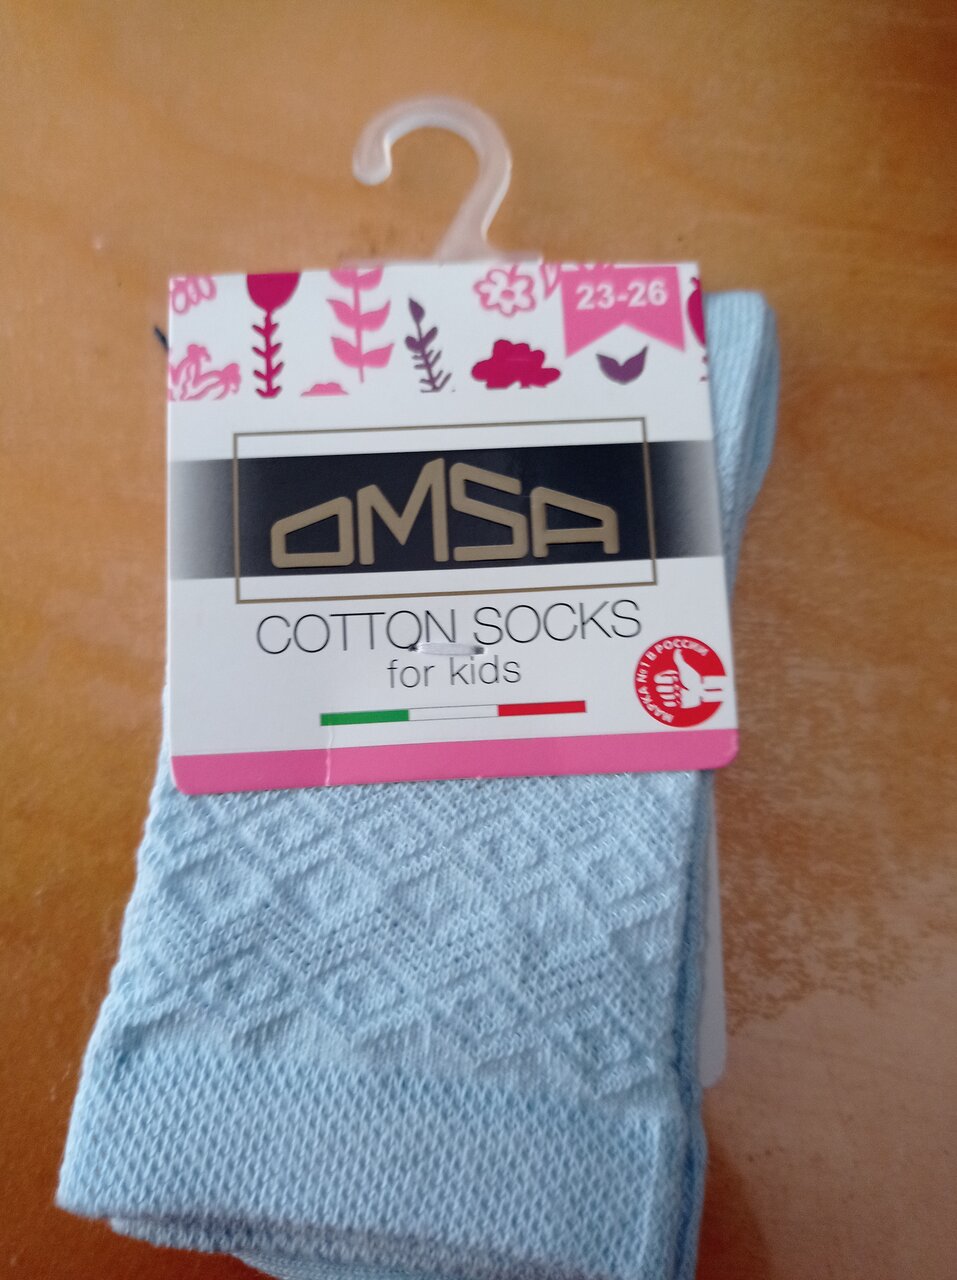 23-26
OMSA
COTTON SOCKS
for kids
МАРКА №1 В РОССИИ